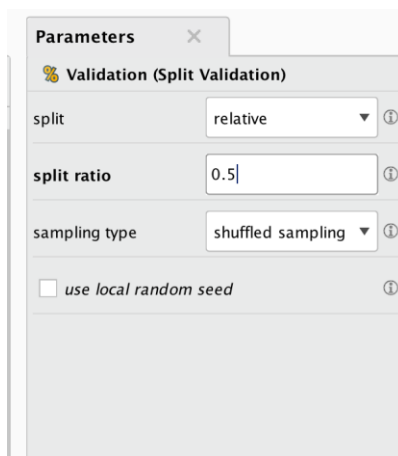 Parameters
Validation (Split Validation)
split relative
split ratio 0.5
sampling type shuffled sampling
use local random seed